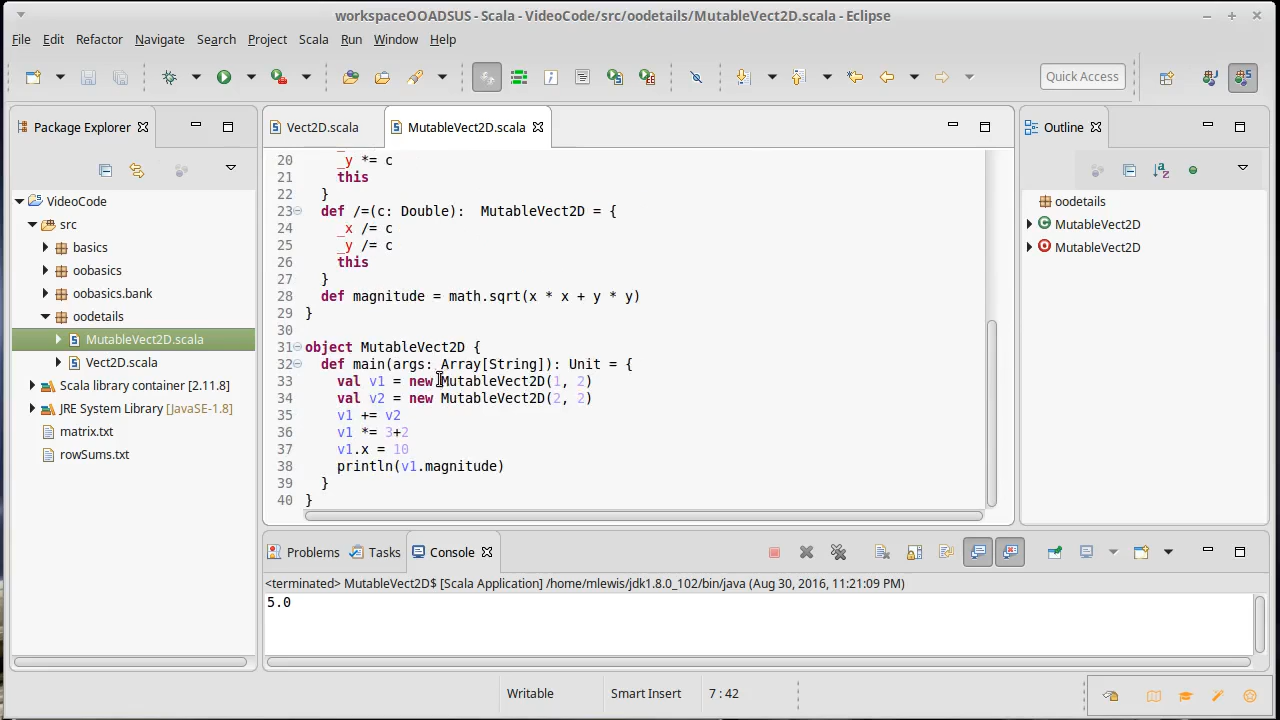 workspaceOOADSUS - Scala - VideoCode/src/oodetails/MutableVect2D.scala - Eclipse
File Edit Refactor Navigate Search Project Scala Run Window Help
Quick Access
Package Explorer
VideoCode
src
basics
oobasics
oobasics.bank
oodetails
MutableVect2D.scala
Vect2D.scala
Scala library container [2.11.8]
JRE System Library [JavaSE-1.8]
matrix.txt
rowSums.txt
Vect2D.scala MutableVect2D.scala
20 _y *= c
21 this
22 }
23 def /=(c: Double):  MutableVect2D = {
24 _x /= c
25 _y /= c
26 this
27 }
28 def magnitude = math.sqrt(x * x + y * y)
29 }
30
31 object MutableVect2D {
32 def main(args: Array[String]): Unit = {
33 val v1 = new MutableVect2D(1, 2)
34 val v2 = new MutableVect2D(2, 2)
35 v1 += v2
36 v1 *= 3+2
37 v1.x = 10
38 println(v1.magnitude)
39 }
40 }
Outline
oodetails
MutableVect2D
MutableVect2D
Problems Tasks Console
<terminated> MutableVect2D$ [Scala Application] /home/mlewis/jdk1.8.0_102/bin/java (Aug 30, 2016, 11:21:09 PM)
5.0
Writable Smart Insert 7 : 42